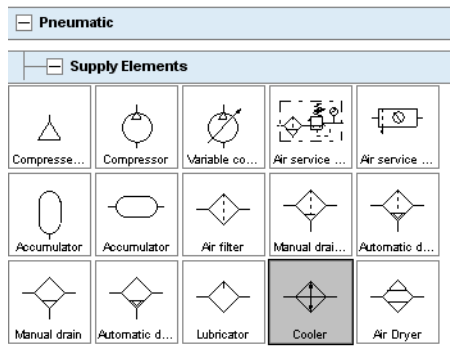 Pneumatic
Supply Elements
Compresse... Compressor Variable co... Air service ... Air service ...
Accumulator Accumulator Air filter Manual drai... Automatic d...
Manual drain Automatic d... Lubricator Cooler Air Dryer